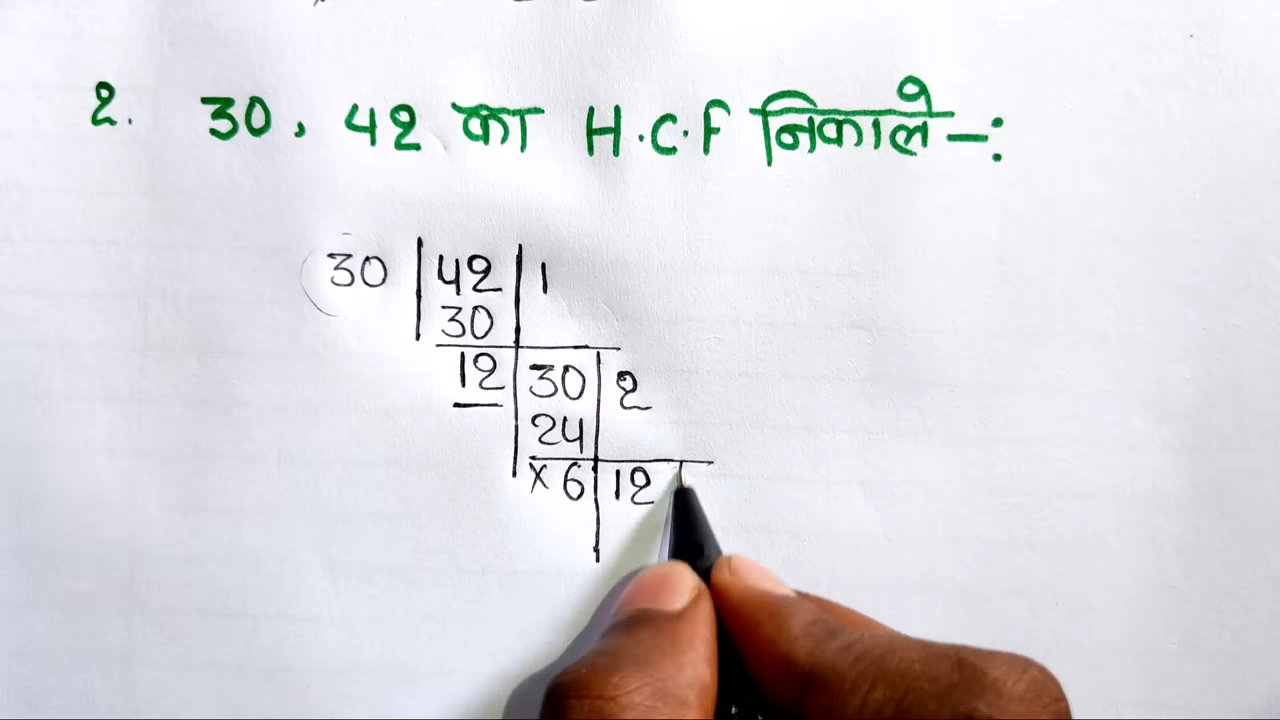 2. 30, 42 का H.C.F निकाले -:
30 | 42 | 1
30
12 | 30 | 2
24
× 6 | 12 |